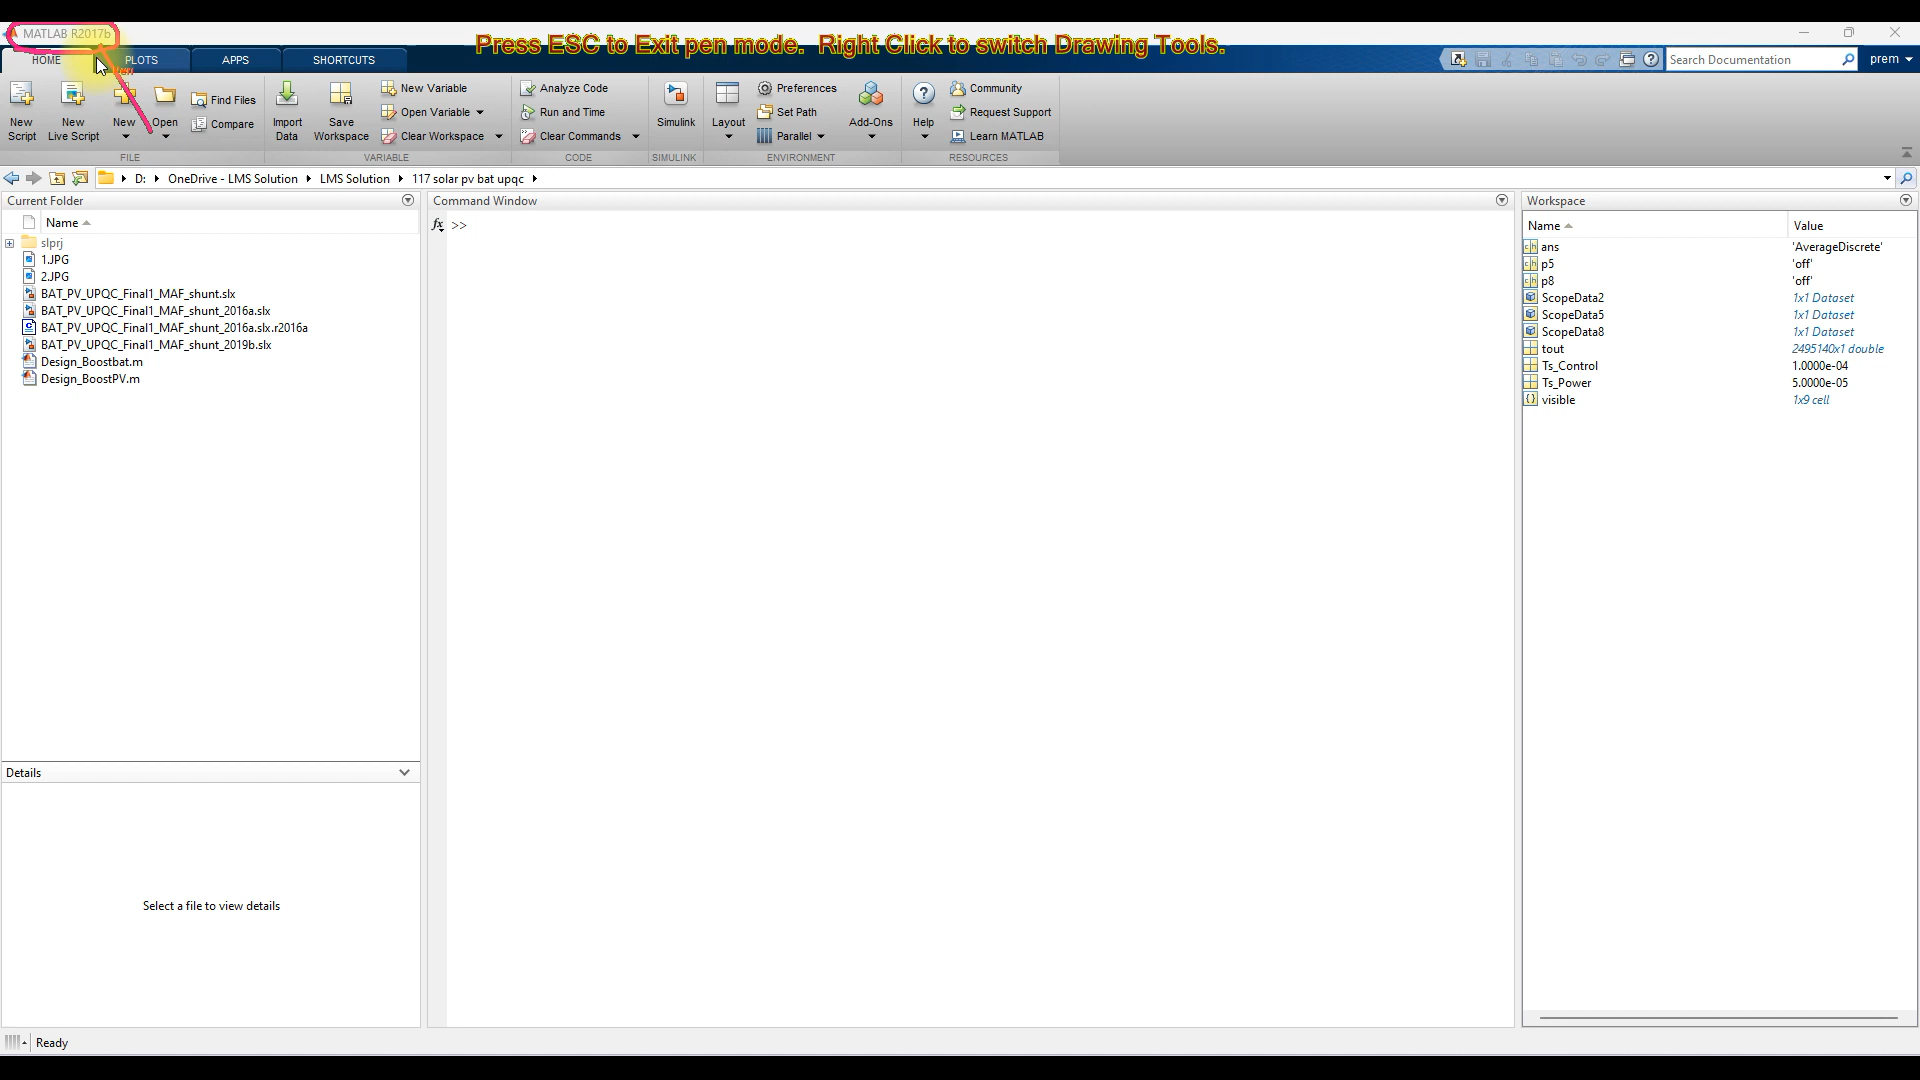 MATLAB R2017b
Press ESC to Exit pen mode. Right Click to switch Drawing Tools.
HOME PLOTS APPS SHORTCUTS
Search Documentation
prem
New Script
New Live Script
New
Open
Find Files
Compare
FILE
Import Data
Save Workspace
New Variable
Open Variable
Clear Workspace
VARIABLE
Analyze Code
Run and Time
Clear Commands
CODE
Simulink
SIMULINK
Layout
Preferences
Set Path
Parallel
Add-Ons
ENVIRONMENT
Help
Community
Request Support
Learn MATLAB
RESOURCES
D: OneDrive - LMS Solution LMS Solution 117 solar pv bat upqc
Current Folder
Name
slprj
1.JPG
2.JPG
BAT_PV_UPQC_Final1_MAF_shunt.slx
BAT_PV_UPQC_Final1_MAF_shunt_2016a.slx
BAT_PV_UPQC_Final1_MAF_shunt_2016a.slx.r2016a
BAT_PV_UPQC_Final1_MAF_shunt_2019b.slx
Design_Boostbat.m
Design_BoostPV.m
Details
Select a file to view details
Command Window
fx >>
Workspace
Name Value
ans 'AverageDiscrete'
p5 'off'
p8 'off'
ScopeData2 1x1 Dataset
ScopeData5 1x1 Dataset
ScopeData8 1x1 Dataset
tout 2495140x1 double
Ts_Control 1.0000e-04
Ts_Power 5.0000e-05
visible 1x9 cell
Ready